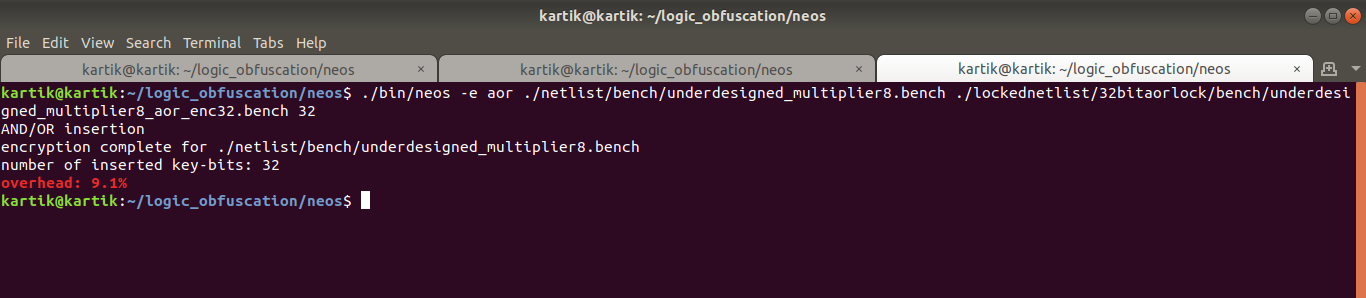 kartik@kartik: ~/logic_obfuscation/neos
File Edit View Search Terminal Tabs Help
kartik@kartik: ~/logic_obfuscation/neos × kartik@kartik: ~/logic_obfuscation/neos × kartik@kartik: ~/logic_obfuscation/neos ×
kartik@kartik:~/logic_obfuscation/neos$ ./bin/neos -e aor ./netlist/bench/underdesigned_multiplier8.bench ./lockednetlist/32bitaorlock/bench/underdesi
gned_multiplier8_aor_enc32.bench 32
AND/OR insertion
encryption complete for ./netlist/bench/underdesigned_multiplier8.bench
number of inserted key-bits: 32
overhead: 9.1%
kartik@kartik:~/logic_obfuscation/neos$